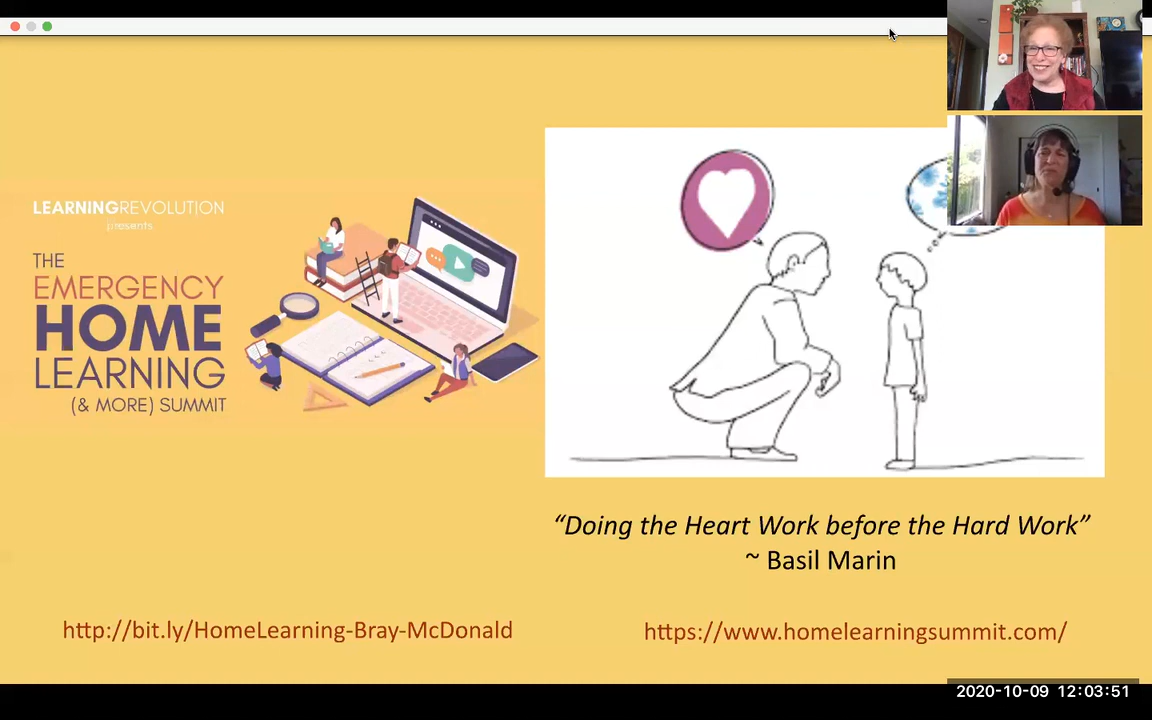 LEARNINGREVOLUTION
presents
THE
EMERGENCY
HOME
LEARNING
(& MORE) SUMMIT
“Doing the Heart Work before the Hard Work”
~ Basil Marin
http://bit.ly/HomeLearning-Bray-McDonald
https://www.homelearningsummit.com/
2020-10-09 12:03:51